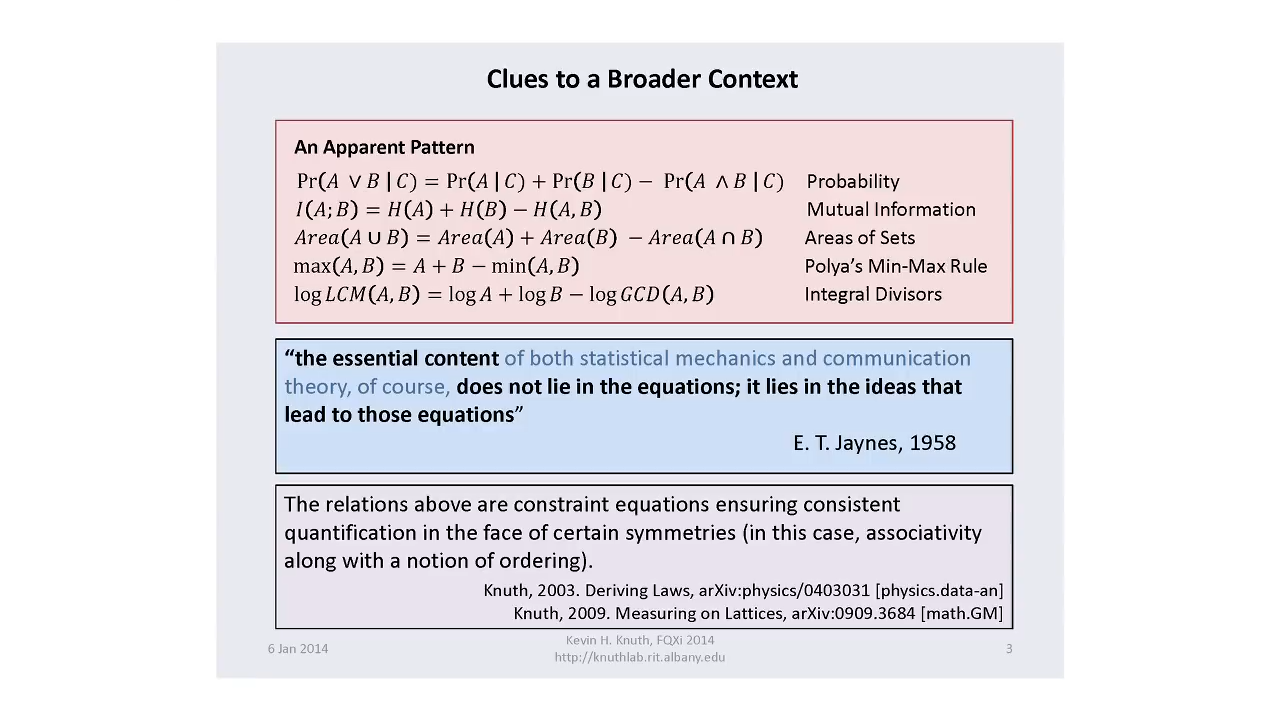 Clues to a Broader Context
An Apparent Pattern
Pr(A ∨ B | C) = Pr(A | C) + Pr(B | C) − Pr(A ∧ B | C) Probability
I(A; B) = H(A) + H(B) − H(A, B) Mutual Information
Area(A ∪ B) = Area(A) + Area(B) − Area(A ∩ B) Areas of Sets
max(A, B) = A + B − min(A, B) Polya's Min-Max Rule
log LCM(A, B) = log A + log B − log GCD(A, B) Integral Divisors
“the essential content of both statistical mechanics and communication
theory, of course, does not lie in the equations; it lies in the ideas that
lead to those equations”
E. T. Jaynes, 1958
The relations above are constraint equations ensuring consistent
quantification in the face of certain symmetries (in this case, associativity
along with a notion of ordering).
Knuth, 2003. Deriving Laws, arXiv:physics/0403031 [physics.data-an]
Knuth, 2009. Measuring on Lattices, arXiv:0909.3684 [math.GM]
6 Jan 2014
Kevin H. Knuth, FQXi 2014
http://knuthlab.rit.albany.edu
3